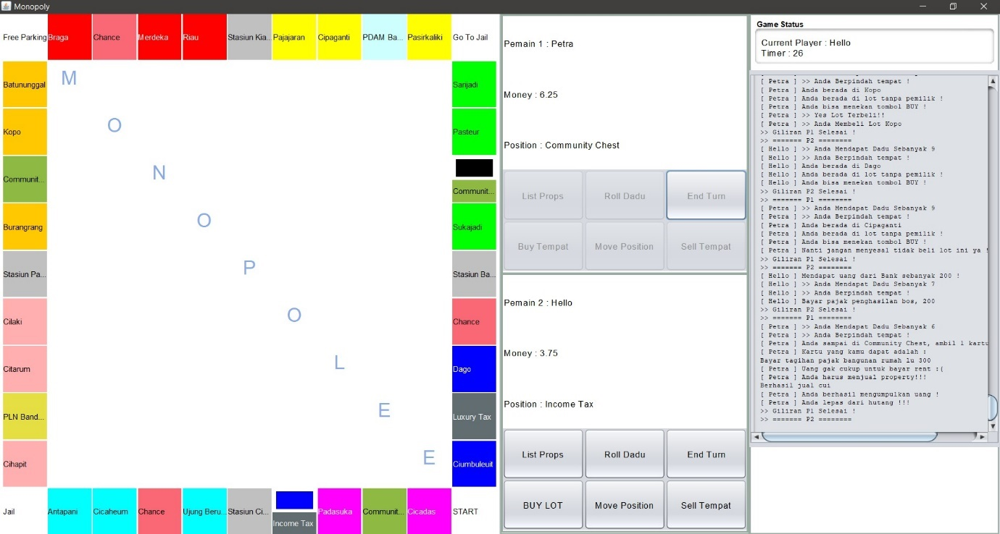 Monopoly
Free Parking
Braga
Chance
Merdeka
Riau
Stasiun Kia...
Pajajaran
Cipaganti
PDAM Ba...
Pasirkaliki
Go To Jail
Batununggal
Kopo
Communit...
Burangrang
Stasiun Pa...
Cilaki
Citarum
PLN Band...
Cihapit
M
O
N
O
P
O
L
E
E
Sarijadi
Pasteur
Communit...
Sukajadi
Stasiun Ba...
Chance
Dago
Luxury Tax
Ciumbuleuit
Jail
Antapani
Cicaheum
Chance
Ujung Beru...
Stasiun Ci...
Income Tax
Padasuka
Communit...
Cicadas
START
Pemain 1 : Petra
Money : 6.25
Position : Community Chest
List Props
Roll Dadu
End Turn
Buy Tempat
Move Position
Sell Tempat
Pemain 2 : Hello
Money : 3.75
Position : Income Tax
List Props
Roll Dadu
End Turn
BUY LOT
Move Position
Sell Tempat
Game Status
Current Player : Hello
Timer : 26
[ Petra ] >> Anda Berpindah tempat !
[ Petra ] Anda berada di Kopo
[ Petra ] Anda berada di lot tanpa pemilik !
[ Petra ] Anda bisa menekan tombol BUY !
[ Petra ] >> Yes Lot Terbeli!!
[ Petra ] >> Anda Membeli Lot Kopo
>> Giliran P1 Selesai !
>> ======= P2 ========
[ Hello ] >> Anda Mendapat Dadu Sebanyak 9
[ Hello ] >> Anda Berpindah tempat !
[ Hello ] Anda berada di Dago
[ Hello ] Anda berada di lot tanpa pemilik !
[ Hello ] Anda bisa menekan tombol BUY !
>> Giliran P2 Selesai !
>> ======= P1 ========
[ Petra ] >> Anda Mendapat Dadu Sebanyak 9
[ Petra ] >> Anda Berpindah tempat !
[ Petra ] Anda berada di Cipaganti
[ Petra ] Anda berada di lot tanpa pemilik !
[ Petra ] Anda bisa menekan tombol BUY !
[ Petra ] Nanti jangan menyesal tidak beli lot ini ya !
>> Giliran P1 Selesai !
>> ======= P2 ========
[ Hello ] Mendapat uang dari Bank sebanyak 200 !
[ Hello ] >> Anda Mendapat Dadu Sebanyak 7
[ Hello ] >> Anda Berpindah tempat !
[ Hello ] Bayar pajak penghasilan bos, 200
>> Giliran P2 Selesai !
>> ======= P1 ========
[ Petra ] >> Anda Mendapat Dadu Sebanyak 6
[ Petra ] >> Anda Berpindah tempat !
[ Petra ] Anda sampai di Community Chest, ambil 1 kartu
[ Petra ] Kartu yang kamu dapat adalah :
Bayar tagihan pajak bangunan rumah lu 300
[ Petra ] Uang gak cukup untuk bayar rent :(
[ Petra ] Anda harus menjual property!!!
Berhasil jual cui
[ Petra ] Anda berhasil mengumpulkan uang !
[ Petra ] Anda lepas dari hutang !!!
>> Giliran P1 Selesai !
>> ======= P2 ========